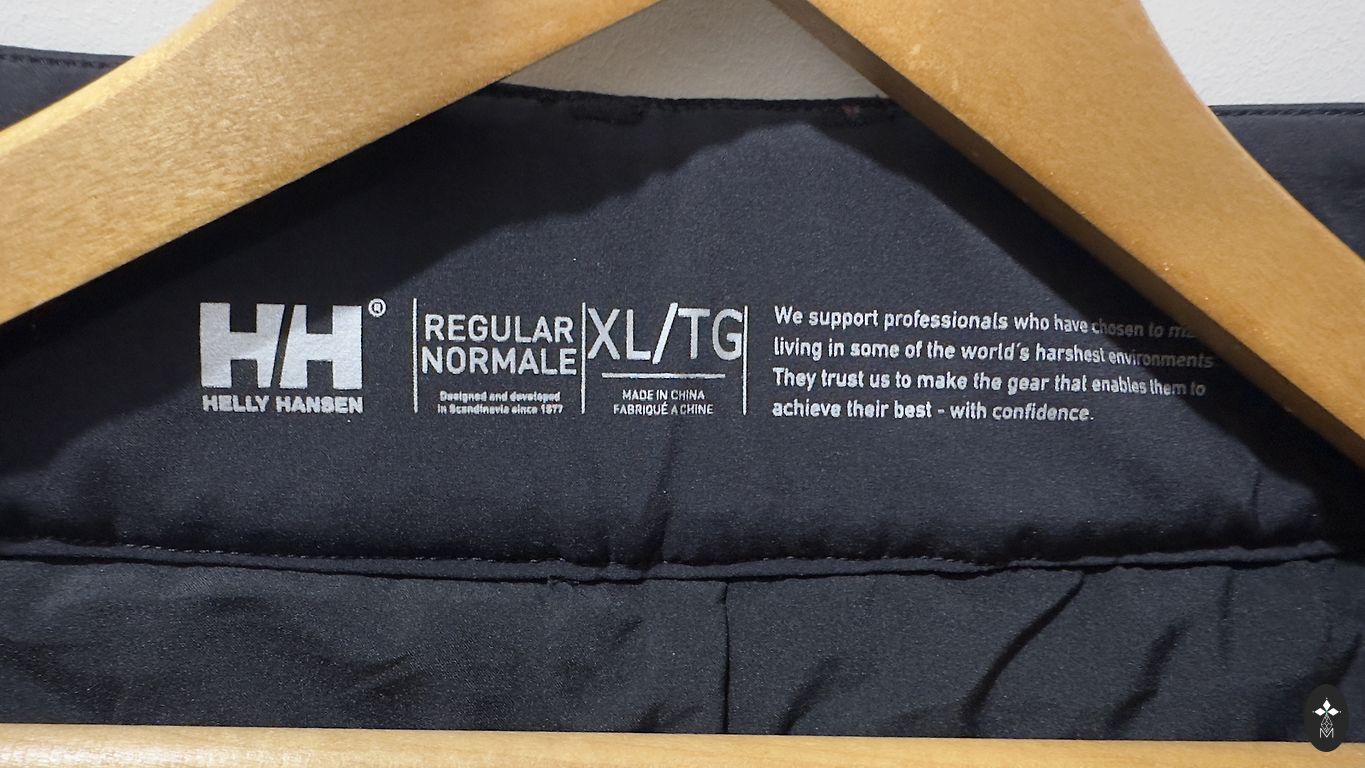 HH®
HELLY HANSEN
REGULAR
NORMALE
Designed and developed
in Scandinavia since 1877
XL/TG
MADE IN CHINA
FABRIQUÉ A CHINE
We support professionals who have chosen to
living in some of the world's harshest environments
They trust us to make the gear that enables them to
achieve their best - with confidence.
M